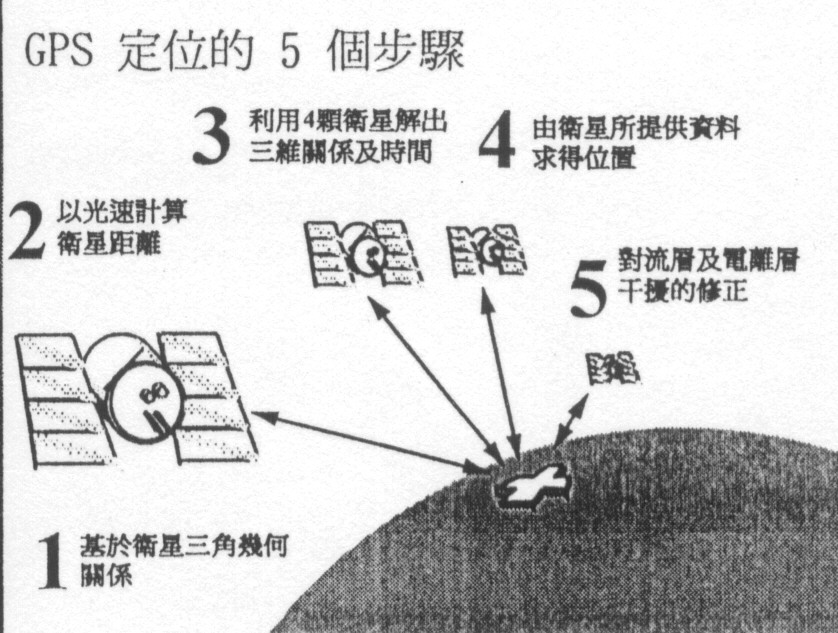 GPS 定位的 5 個步驟
3 利用4顆衛星解出
三維關係及時間
4 由衛星所提供資料
求得位置
2 以光速計算
衛星距離
5 對流層及電離層
干擾的修正
1 基於衛星三角幾何
關係